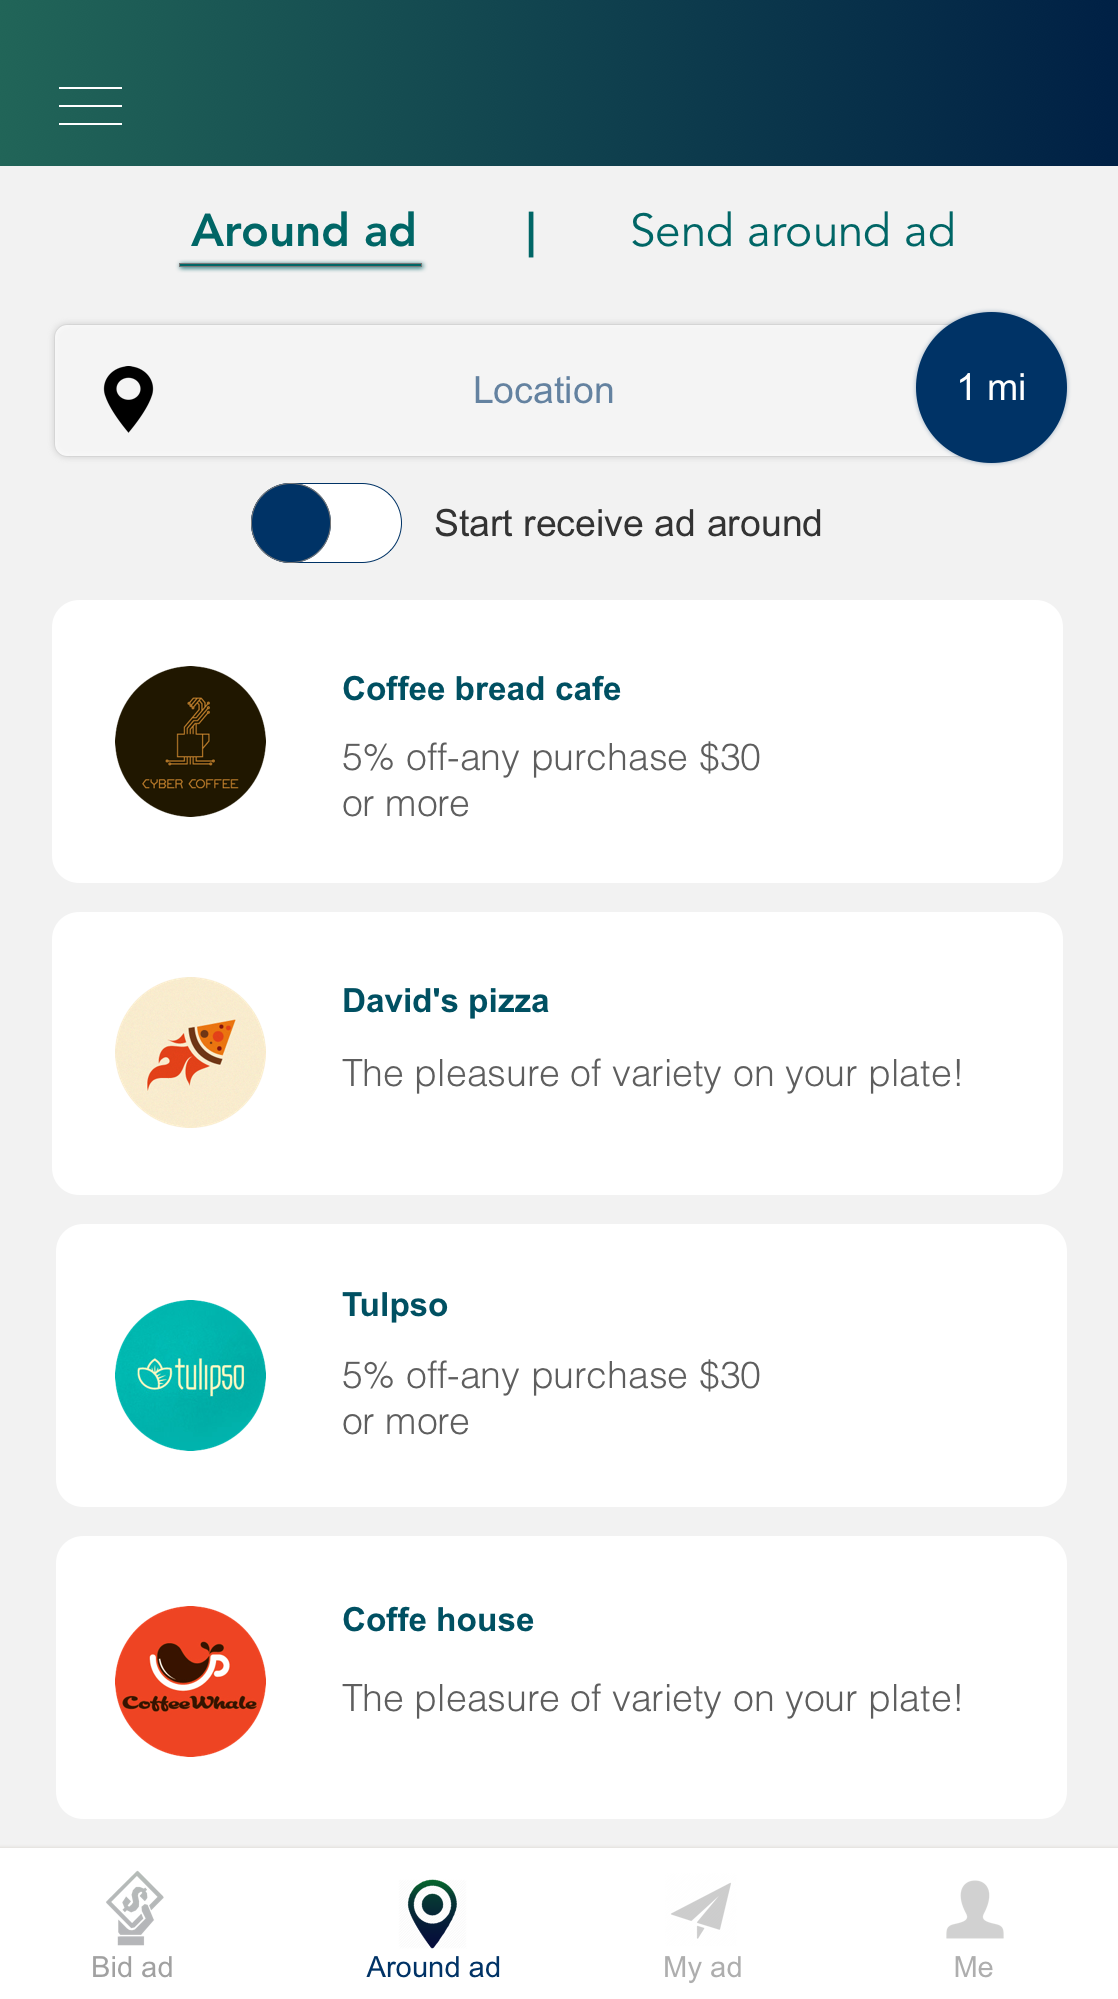 Around ad | Send around ad
Location
1 mi
Start receive ad around
CYBER COFFEE
Coffee bread cafe
5% off-any purchase $30
or more
David's pizza
The pleasure of variety on your plate!
tulipso
Tulpso
5% off-any purchase $30
or more
CoffeeWhale
Coffe house
The pleasure of variety on your plate!
$
Bid ad
Around ad
My ad
Me